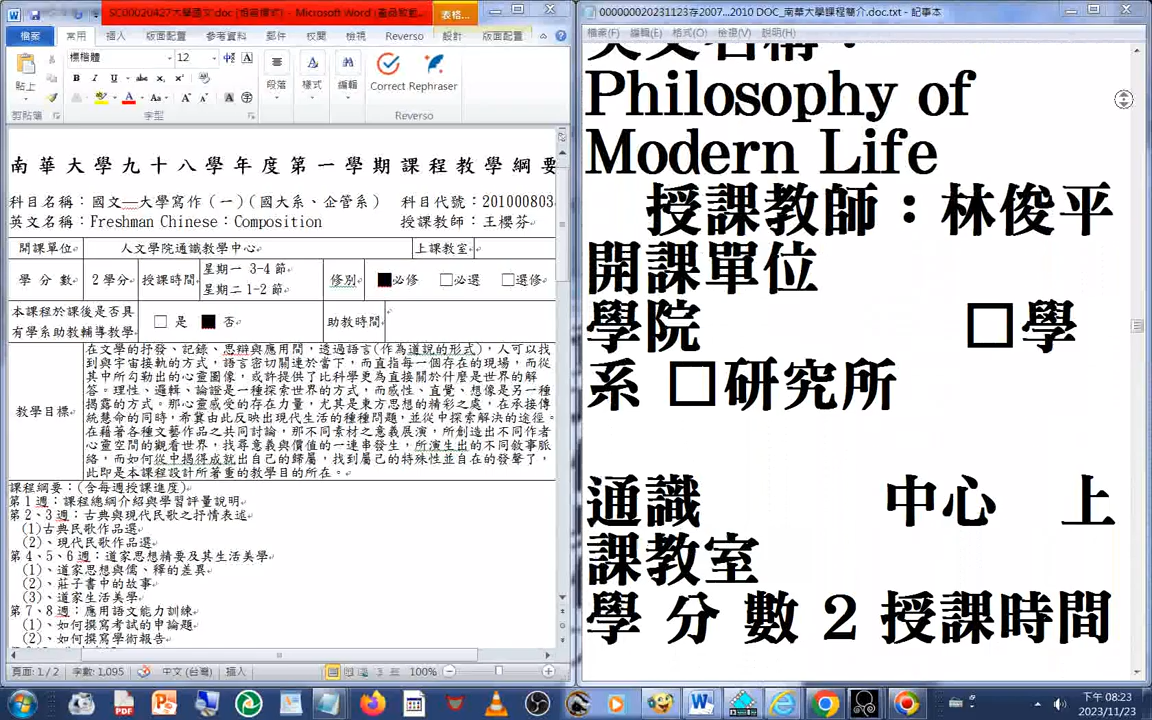 SC00020427大學國文.doc [相容模式] - Microsoft Word (產品啟動...
表格...
檔案 常用 插入 版面配置 參考資料 郵件 校閱 檢視 Reverso 設計 版面配置
標楷體 12
貼上 段落 樣式 編輯 Correct Rephraser
剪貼簿 字型 Reverso
南華大學九十八學年度第一學期課程教學綱要
科目名稱：國文—大學寫作（一）（國大系、企管系） 科目代號：201000803
英文名稱：Freshman Chinese：Composition 授課教師：王櫻芬
開課單位 人文學院通識教學中心 上課教室
學 分 數 2學分 授課時間 星期一 3-4節
星期二 1-2節 修別 ■必修 □必選 □選修
本課程於課後是否具
有學系助教輔導教學 □ 是 ■ 否 助教時間
教學目標
在文學的抒發、記錄、思辯與應用間，透過語言(作為道說的形式)，人可以找
到與宇宙接軌的方式，語言密切關連於當下，而直指每一個存在的現場，而從
其中所勾勒出的心靈圖像，或許提供了比科學更為直接關於什麼是世界的解
答。理性、邏輯、論證是一種探索世界的方式，而感性、直覺、想像是另一種
揭露的方式。那心靈感受的存在力量，尤其是東方思想的精彩之處，在承接傳
統慧命的同時，希冀由此反映出現代生活的種種問題，並從中探索解決的途徑。
在藉著各種文藝作品之共同討論，那不同素材之意義展演，所創造出不同作者
心靈空間的觀看世界，找尋意義與價值的一連串發生，所演生出的不同敘事脈
絡，而如何從中揭得成就出自己的歸屬，找到屬己的特殊性並自在的發聲了，
此即是本課程設計所著重的教學目的所在。
課程綱要：(含每週授課進度)
第1週：課程總綱介紹與學習評量說明
第2、3週：古典與現代民歌之抒情表述
(1)古典民歌作品選
(2)、現代民歌作品選
第4、5、6週：道家思想精要及其生活美學
(1)、道家思想與儒、釋的差異
(2)、莊子書中的故事
(3)、道家生活美學
第7、8週：應用語文能力訓練
(1)、如何撰寫考試的申論題
(2)、如何撰寫學術報告
頁面: 1/2 字數: 1,095 中文 (台灣) 插入 100%
000000020231123存2007...2010 DOC_南華大學課程簡介.doc.txt - 記事本
檔案(F) 編輯(E) 格式(O) 檢視(V) 說明(H)
英文名稱：
Philosophy of
Modern Life
授課教師：林俊平
開課單位
學院 □學
系 □研究所
通識 中心 上
課教室
學 分 數 2 授課時間
下午 08:23
2023/11/23